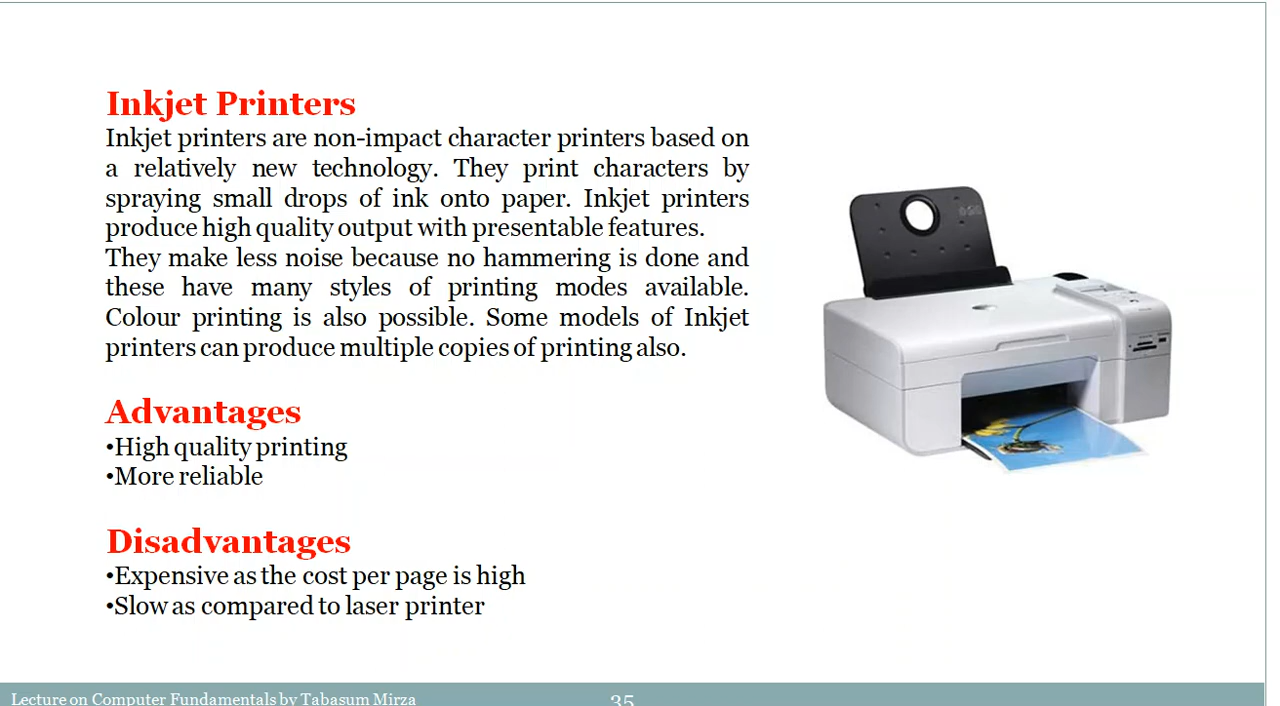 Inkjet Printers
Inkjet printers are non-impact character printers based on
a relatively new technology. They print characters by
spraying small drops of ink onto paper. Inkjet printers
produce high quality output with presentable features.
They make less noise because no hammering is done and
these have many styles of printing modes available.
Colour printing is also possible. Some models of Inkjet
printers can produce multiple copies of printing also.
Advantages
•High quality printing
•More reliable
Disadvantages
•Expensive as the cost per page is high
•Slow as compared to laser printer
Lecture on Computer Fundamentals by Tabasum Mirza
35